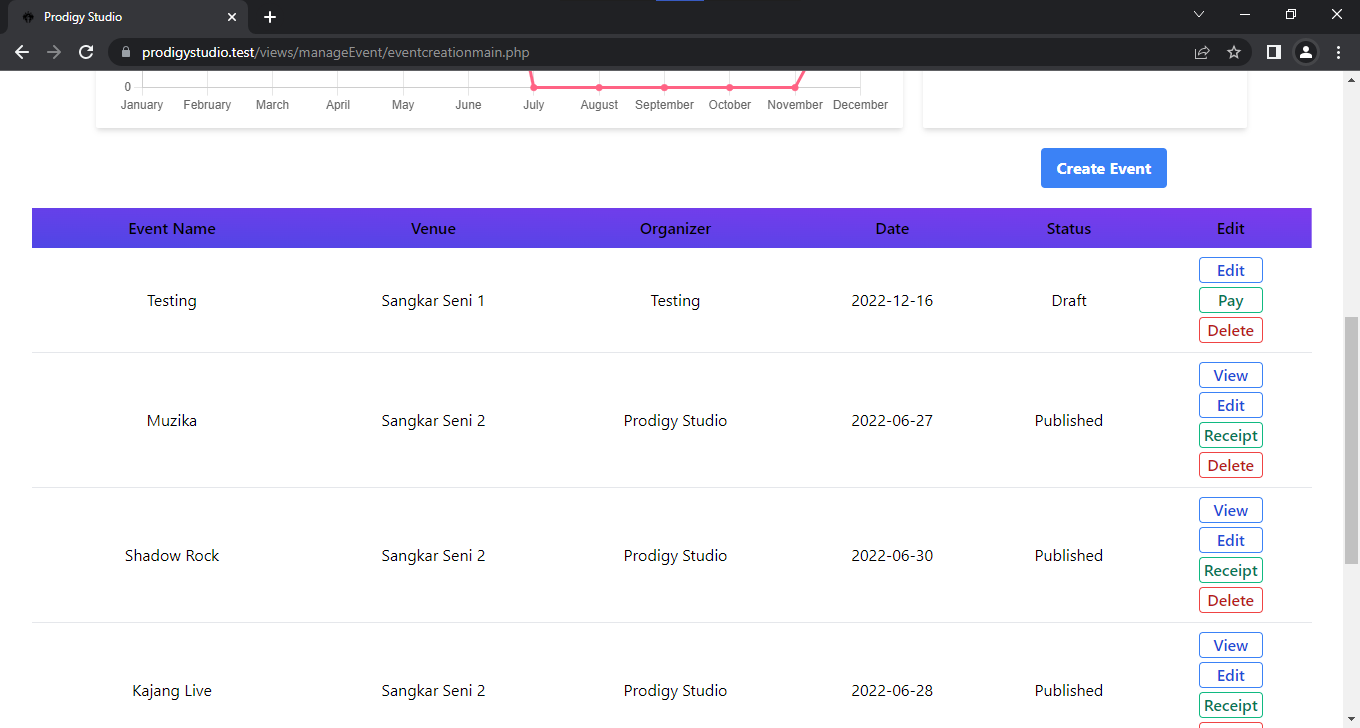 Prodigy Studio
prodigystudio.test/views/manageEvent/eventcreationmain.php
0
January February March April May June July August September October November December
Create Event
Event Name Venue Organizer Date Status Edit
Testing Sangkar Seni 1 Testing 2022-12-16 Draft
Edit
Pay
Delete
Muzika Sangkar Seni 2 Prodigy Studio 2022-06-27 Published
View
Edit
Receipt
Delete
Shadow Rock Sangkar Seni 2 Prodigy Studio 2022-06-30 Published
View
Edit
Receipt
Delete
Kajang Live Sangkar Seni 2 Prodigy Studio 2022-06-28 Published
View
Edit
Receipt